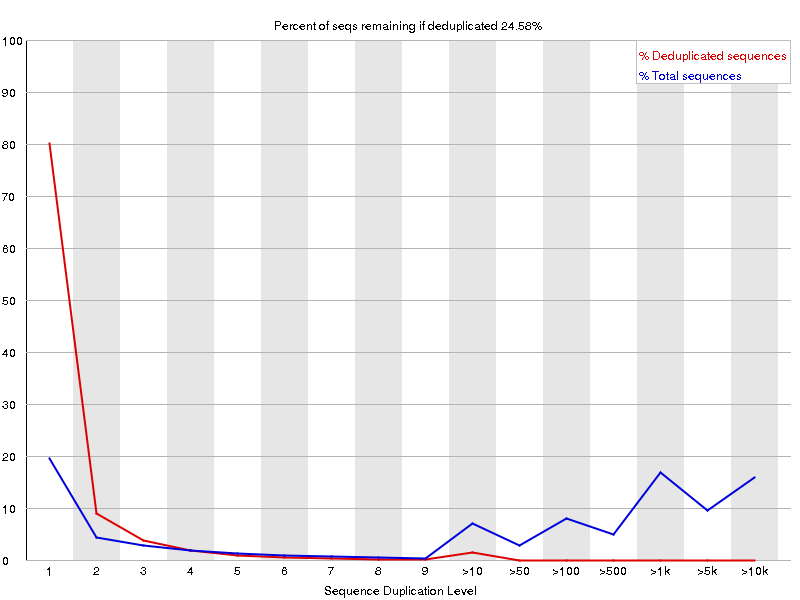 Percent of seqs remaining if deduplicated 24.58%
% Deduplicated sequences
% Total sequences
100
90
80
70
60
50
40
30
20
10
0
1 2 3 4 5 6 7 8 9 >10 >50 >100 >500 >1k >5k >10k
Sequence Duplication Level